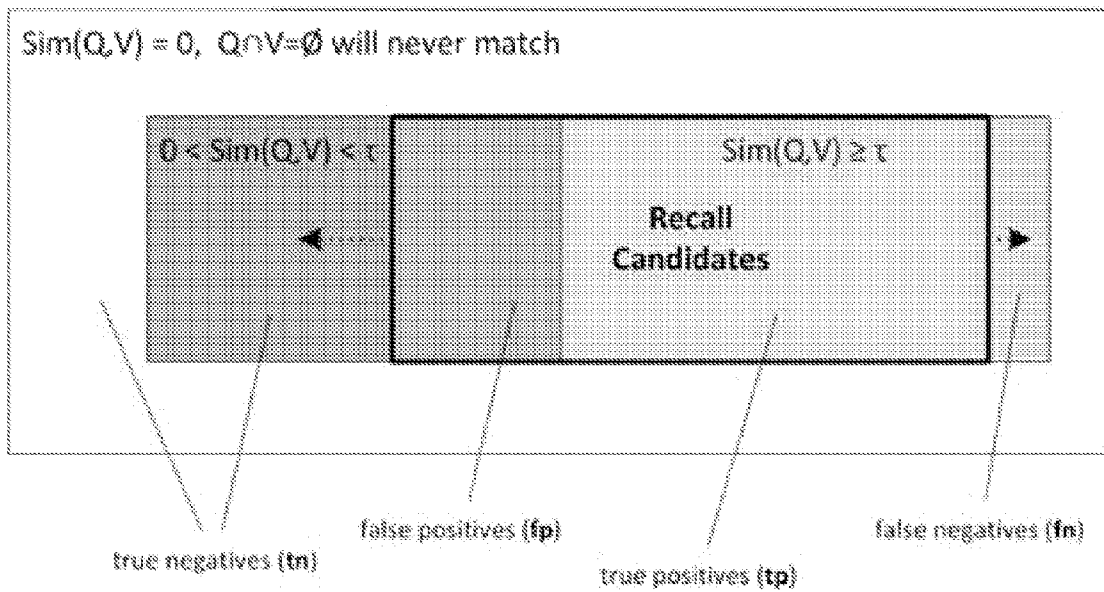 Sim(Q,V) = 0, Q∩V=Ø will never match
0 < Sim(Q,V) < τ
Sim(Q,V) ≥ τ
Recall
Candidates
false positives (fp)
false negatives (fn)
true negatives (tn)
true positives (tp)